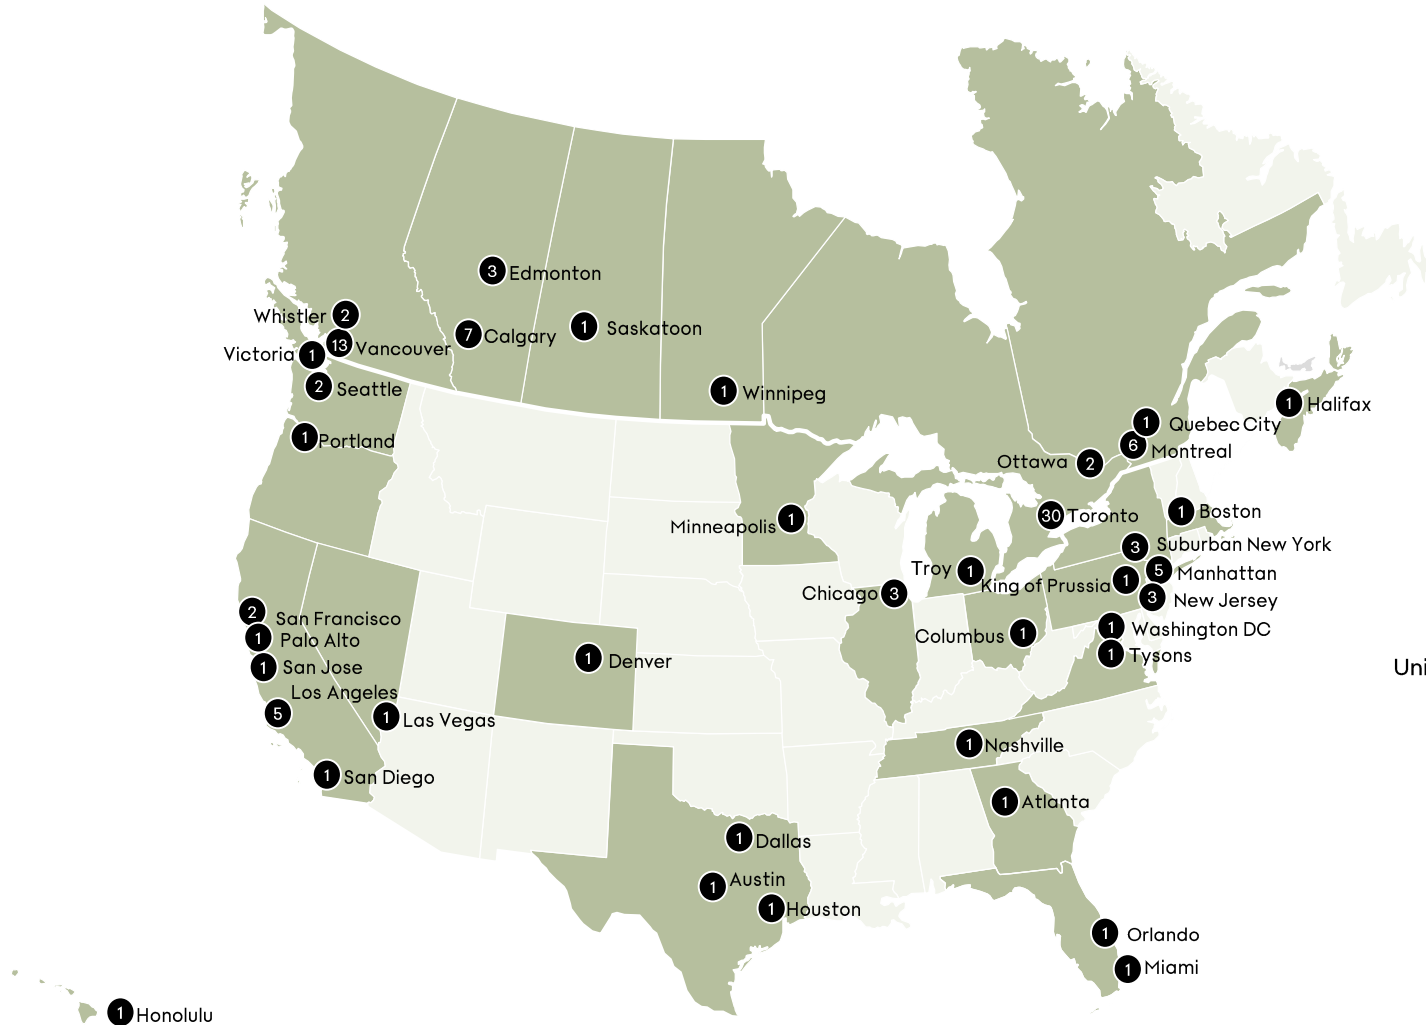 3 Edmonton
Whistler 2
1 Saskatoon
7 Calgary
13 Vancouver
Victoria 1
2 Seattle
1 Winnipeg
1 Halifax
1 Quebec City
1 Portland
6 Montreal
Ottawa 2
1 Boston
30 Toronto
Minneapolis 1
3 Suburban New York
Troy 1
5 Manhattan
King of Prussia 1
Chicago 3
3 New Jersey
2 San Francisco
1 Washington DC
Columbus 1
1 Palo Alto
1 Tysons
1 Denver
1 San Jose
Uni
Los Angeles
5
1 Las Vegas
1 Nashville
1 San Diego
1 Atlanta
1 Dallas
1 Austin
1 Houston
1 Orlando
1 Miami
1 Honolulu